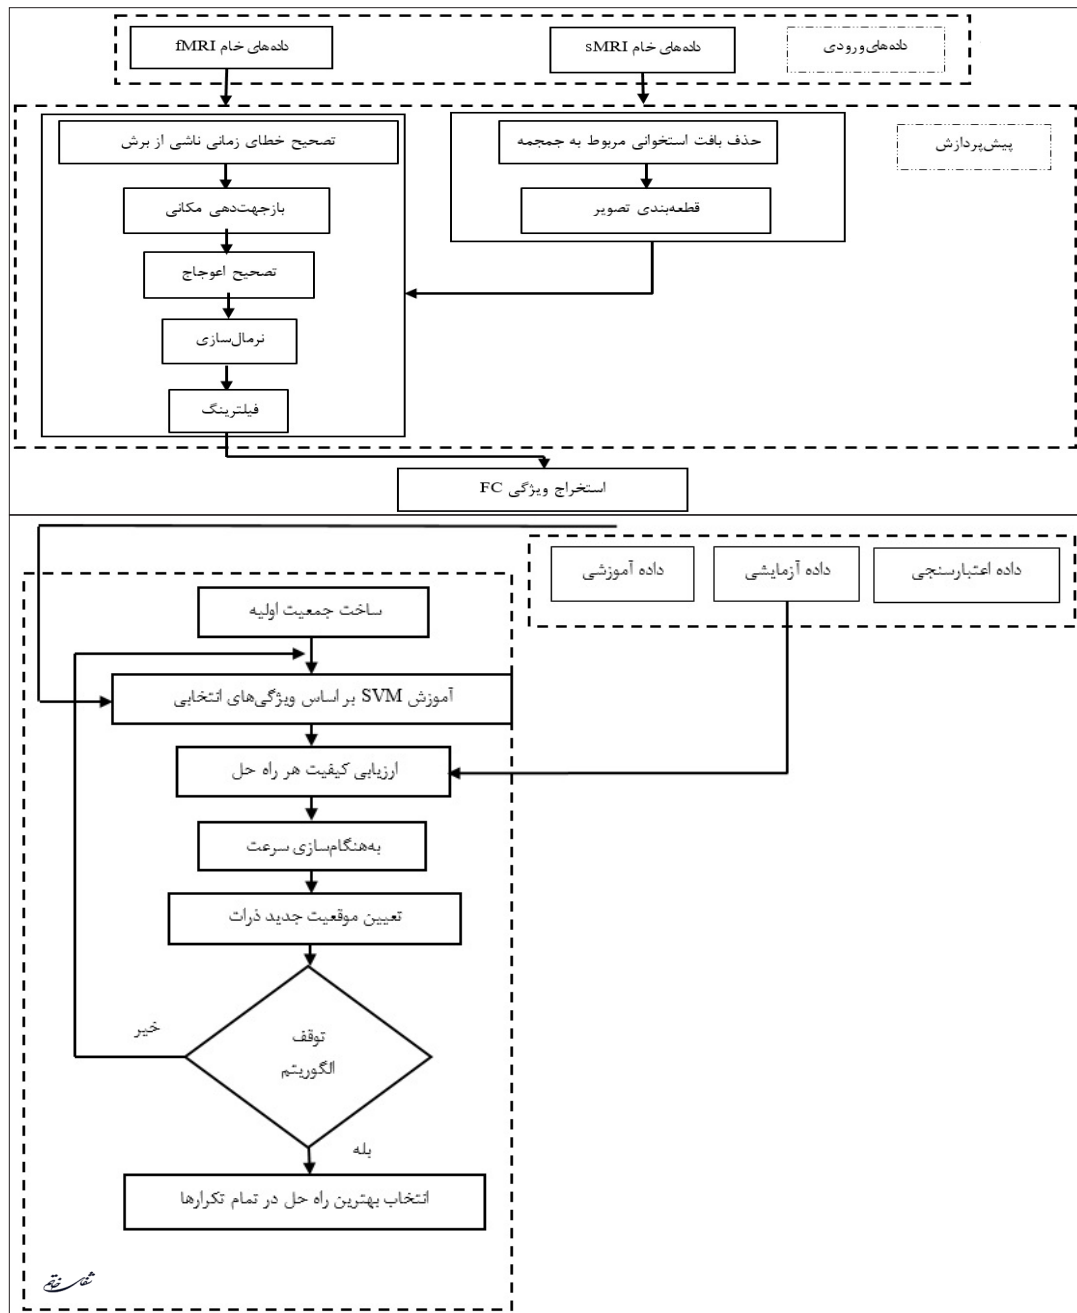 داده‌های ورودی
داده‌های خام sMRI
داده‌های خام fMRI
پیش‌پردازش
حذف بافت استخوانی مربوط به جمجمه
قطعه‌بندی تصویر
تصحیح خطای زمانی ناشی از برش
بازجهت‌دهی مکانی
تصحیح اعوجاج
نرمال‌سازی
فیلترینگ
استخراج ویژگی FC
داده اعتبارسنجی
داده آزمایشی
داده آموزشی
ساخت جمعیت اولیه
آموزش SVM بر اساس ویژگی‌های انتخابی
ارزیابی کیفیت هر راه حل
به‌هنگام‌سازی سرعت
تعیین موقعیت جدید ذرات
توقف
الگوریتم
خیر
بله
انتخاب بهترین راه حل در تمام تکرارها
شفای خاتم